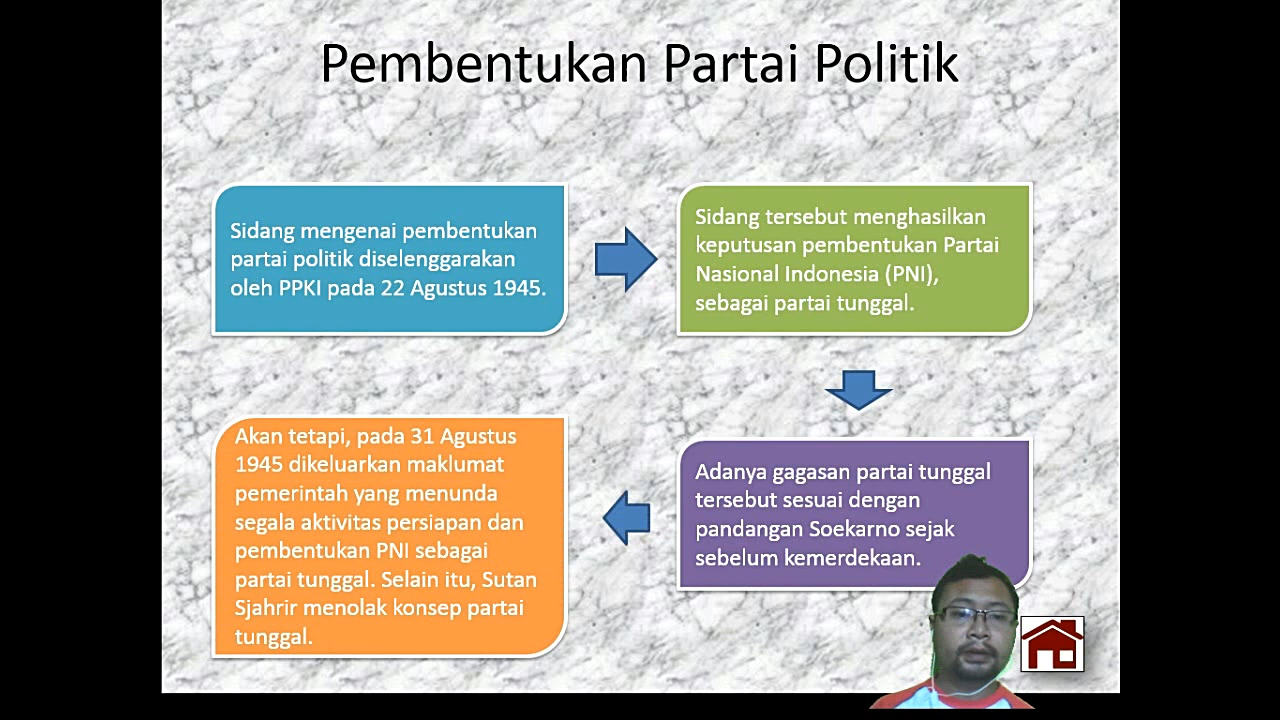 Pembentukan Partai Politik
Sidang mengenai pembentukan
partai politik diselenggarakan
oleh PPKI pada 22 Agustus 1945.
Sidang tersebut menghasilkan
keputusan pembentukan Partai
Nasional Indonesia (PNI),
sebagai partai tunggal.
Adanya gagasan partai tunggal
tersebut sesuai dengan
pandangan Soekarno sejak
sebelum kemerdekaan.
Akan tetapi, pada 31 Agustus
1945 dikeluarkan maklumat
pemerintah yang menunda
segala aktivitas persiapan dan
pembentukan PNI sebagai
partai tunggal. Selain itu, Sutan
Sjahrir menolak konsep partai
tunggal.